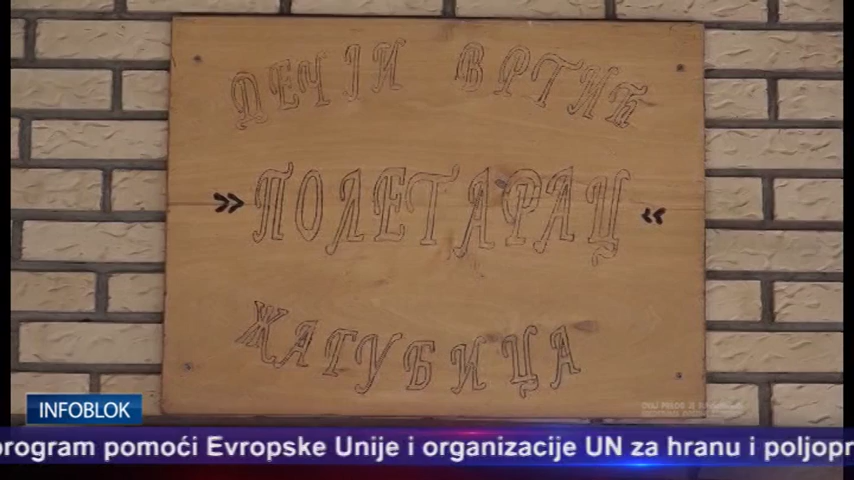 ДЕЧЈИ ВРТИЋ
»ПОЛЕТАРАЦ«
ЖАГУБИЦА
INFOBLOK
program pomoći Evropske Unije i organizacije UN za hranu i poljopr